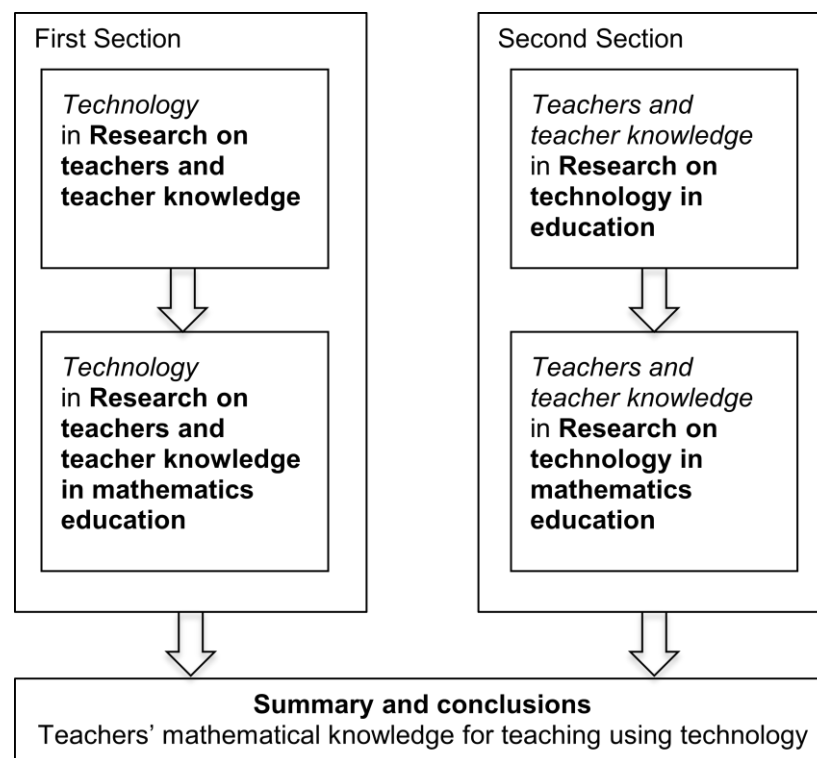 First Section
Technology
in Research on
teachers and
teacher knowledge
Technology
in Research on
teachers and
teacher knowledge
in mathematics
education
Second Section
Teachers and
teacher knowledge
in Research on
technology in
education
Teachers and
teacher knowledge
in Research on
technology in
mathematics
education
Summary and conclusions
Teachers’ mathematical knowledge for teaching using technology